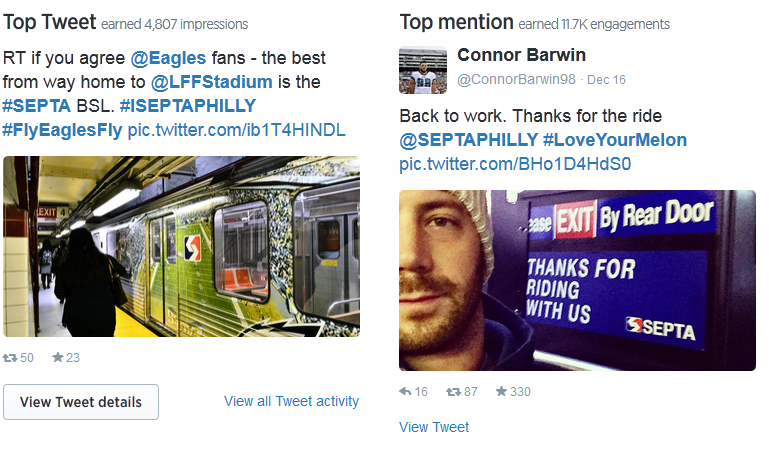 Top Tweet earned 4,807 impressions
RT if you agree @Eagles fans - the best
from way home to @LFFStadium is the
#SEPTA BSL. #ISEPTAPHILLY
#FlyEaglesFly pic.twitter.com/ib1T4HINDL
EXIT 4
50 23
View Tweet details View all Tweet activity
Top mention earned 11.7K engagements
Connor Barwin
@ConnorBarwin98 · Dec 16
Back to work. Thanks for the ride
@SEPTAPHILLY #LoveYourMelon
pic.twitter.com/BHo1D4HdS0
EXIT By Rear Door
THANKS FOR
RIDING
WITH US
SEPTA
16 87 330
View Tweet